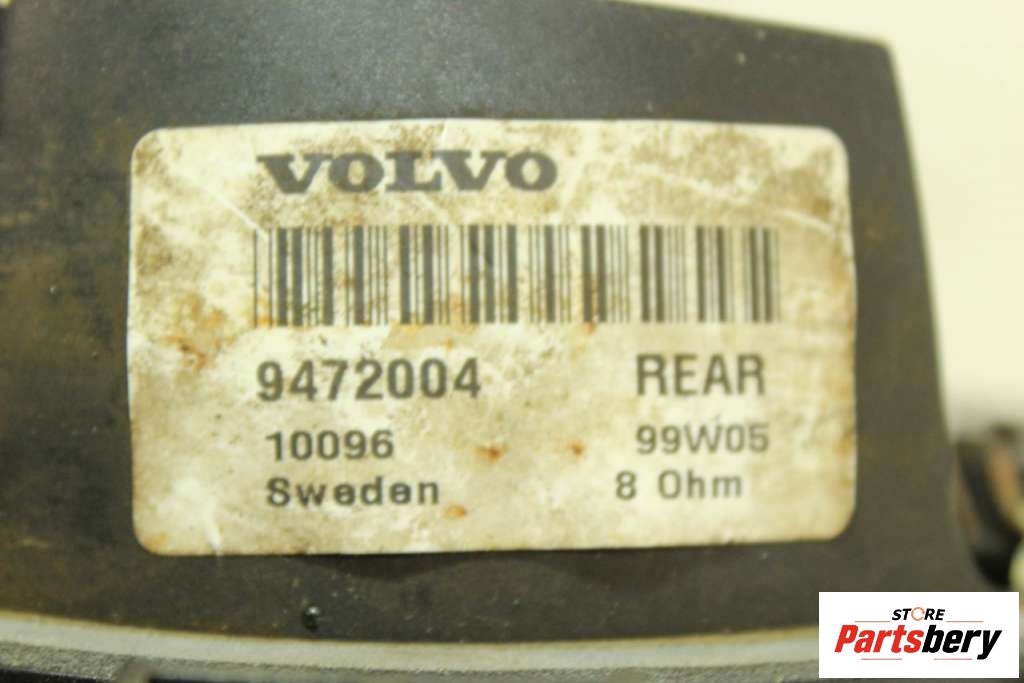 VOLVO
9472004 REAR
10096 99W05
Sweden 8 Ohm
STORE
Partsbery